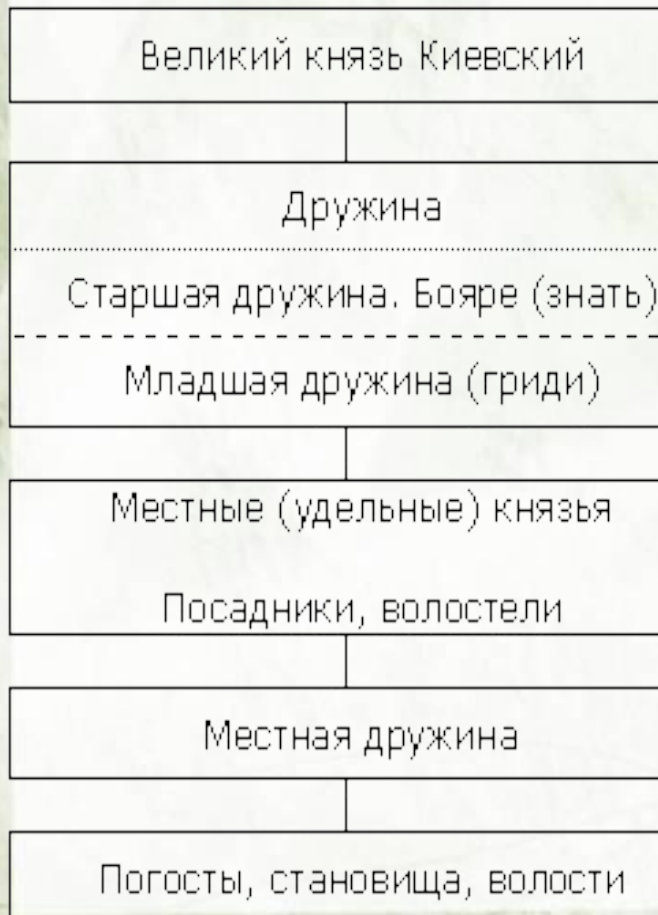 Великий князь Киевский
Дружина
Старшая дружина. Бояре (знать)
Младшая дружина (гриди)
Местные (удельные) князья
Посадники, волостели
Местная дружина
Погосты, становища, волости